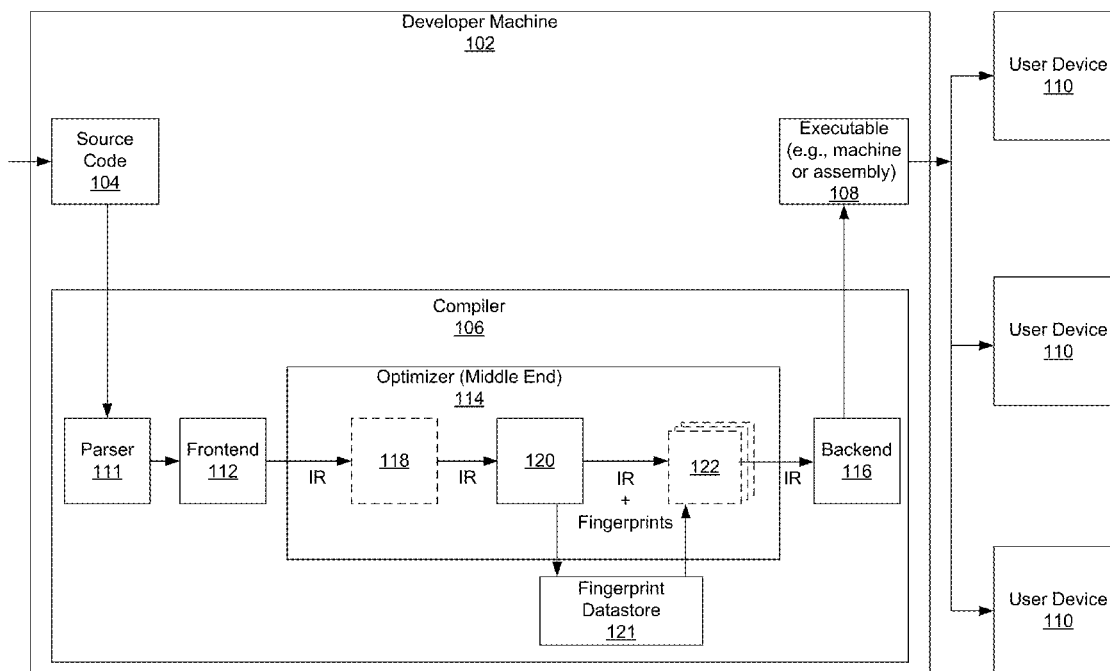 Developer Machine
102
User Device
110
Source
Code
104
Executable
(e.g., machine
or assembly)
108
Compiler
106
User Device
110
Optimizer (Middle End)
114
Parser
111
Frontend
112
IR
118
IR
120
IR
+
Fingerprints
122
IR
Backend
116
Fingerprint
Datastore
121
User Device
110